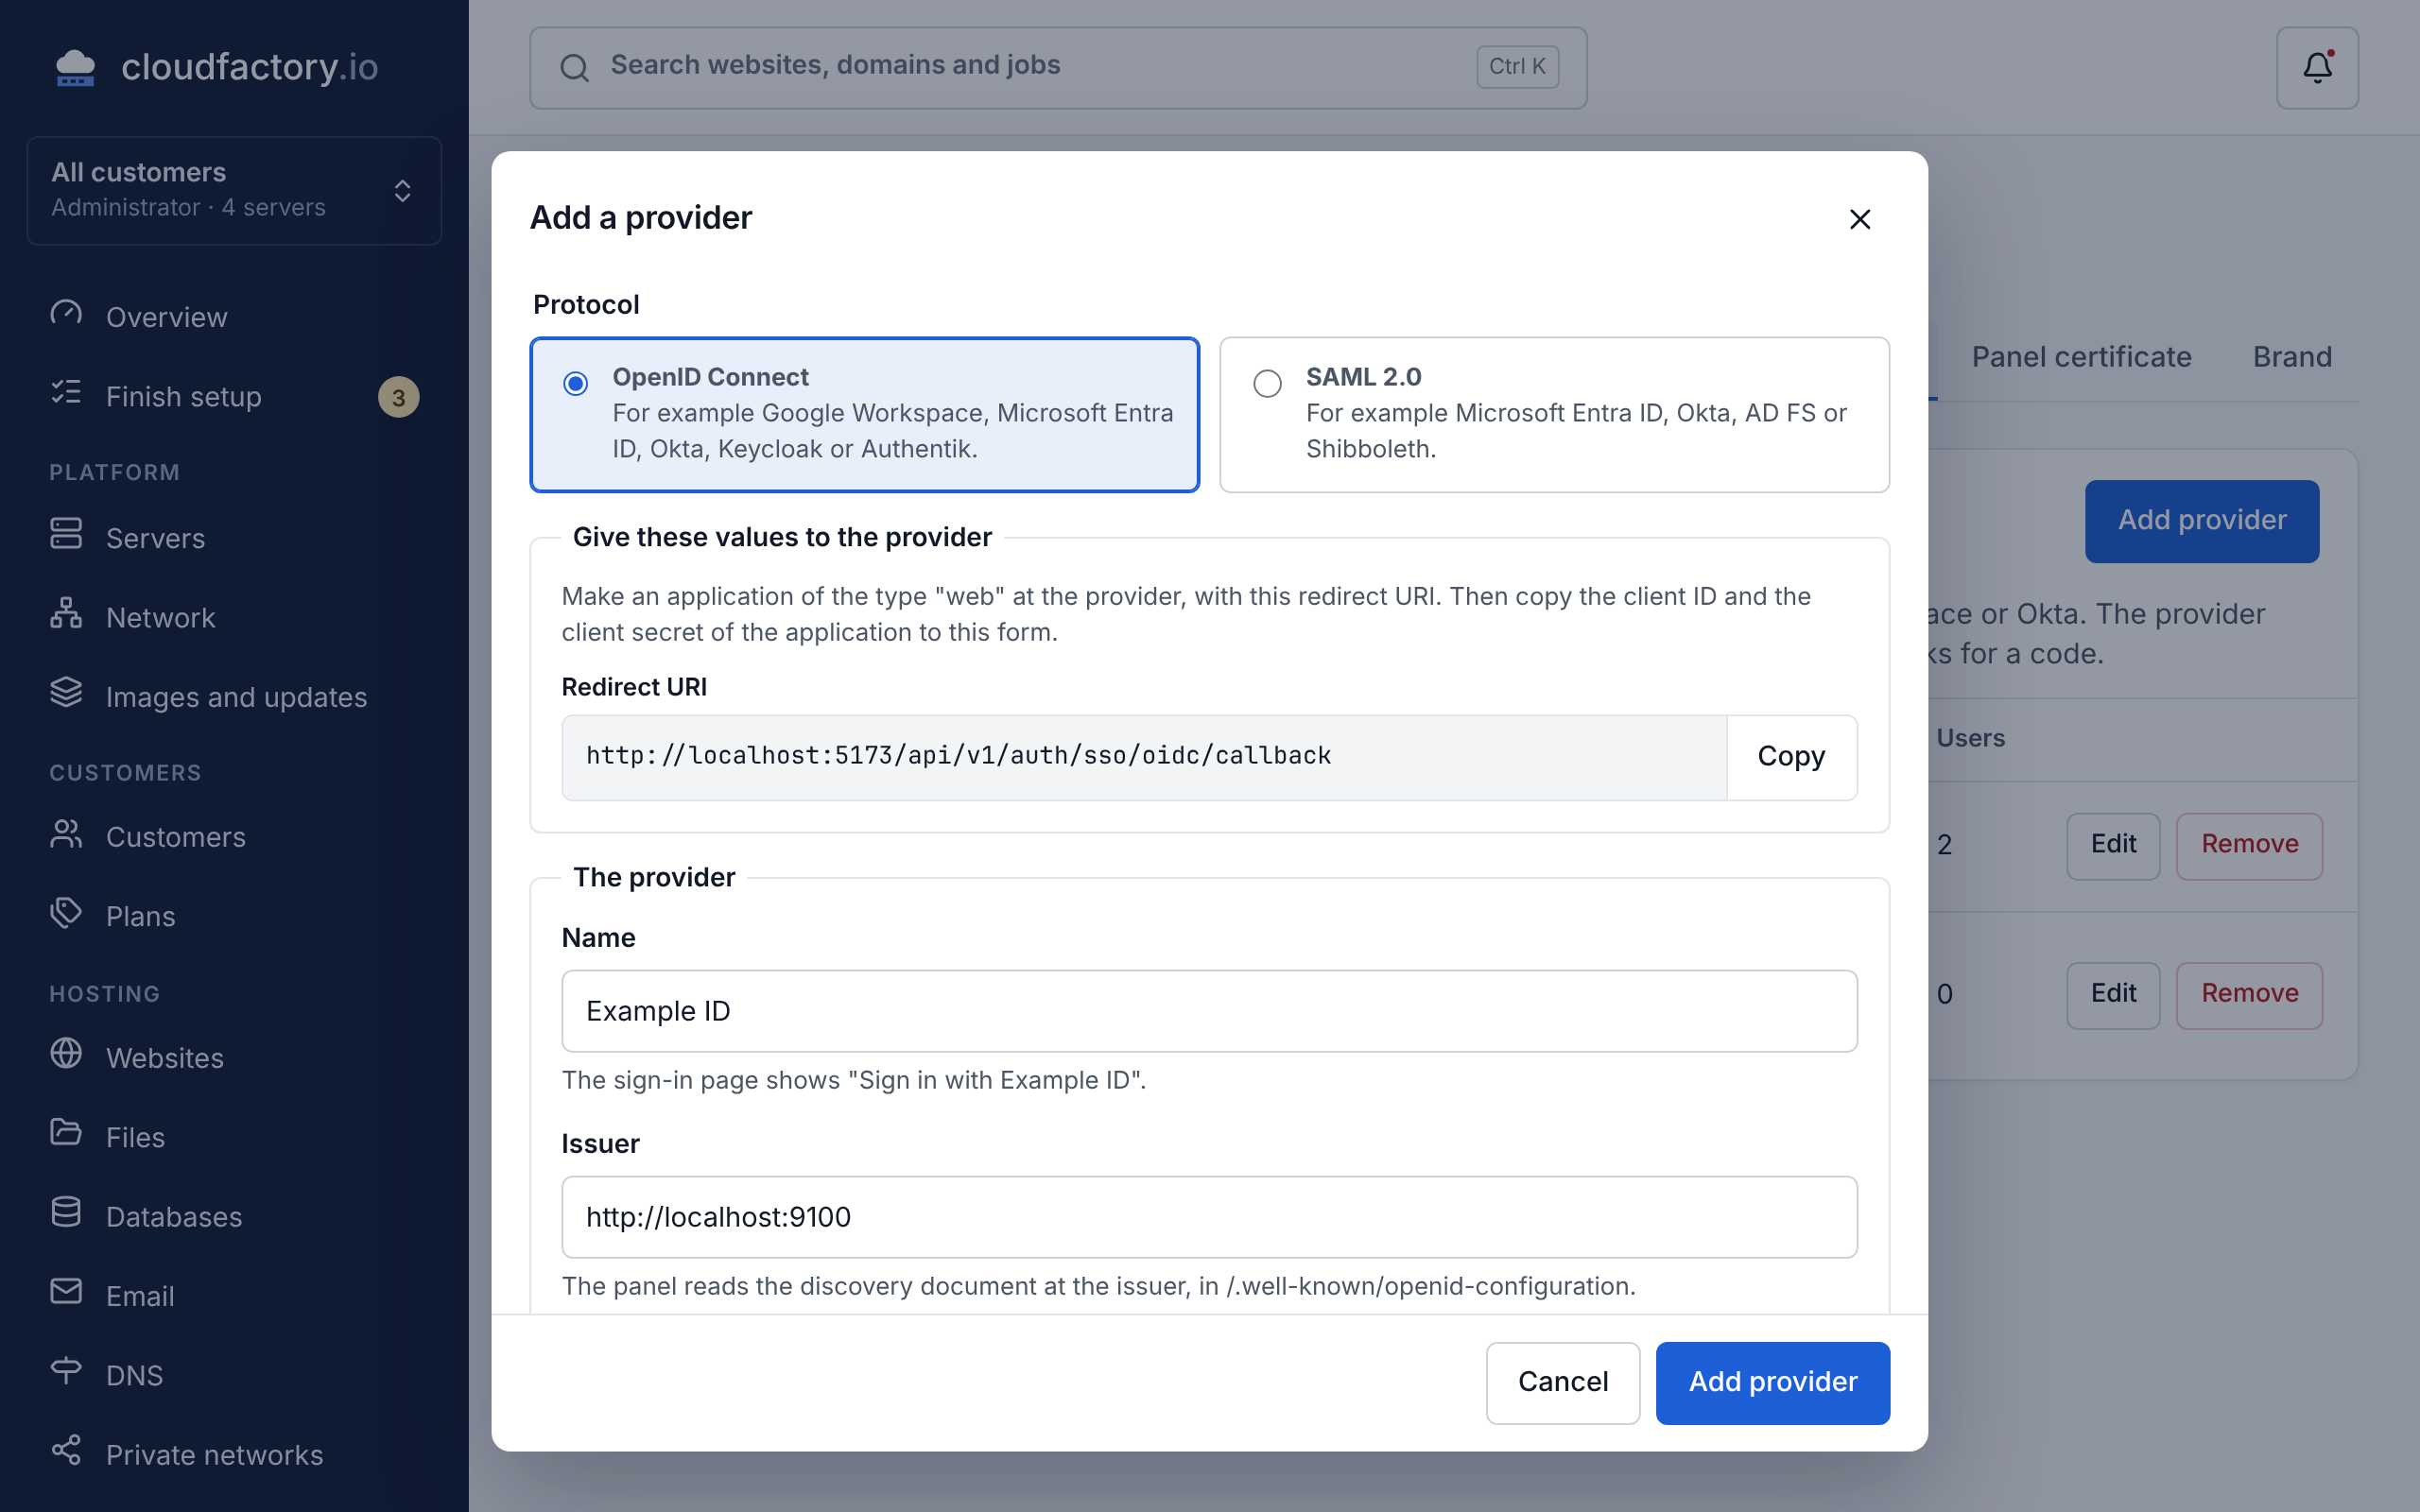 cloudfactory.io
Search websites, domains and jobs
Ctrl K
All customers
Administrator · 4 servers
Overview
Finish setup
3
PLATFORM
Servers
Network
Images and updates
CUSTOMERS
Customers
Plans
HOSTING
Websites
Files
Databases
Email
DNS
Private networks
Panel certificate
Brand
Add provider
ace or Okta. The provider
ks for a code.
Users
2
Edit
Remove
0
Edit
Remove
Add a provider
Protocol
OpenID Connect
For example Google Workspace, Microsoft Entra
ID, Okta, Keycloak or Authentik.
SAML 2.0
For example Microsoft Entra ID, Okta, AD FS or
Shibboleth.
Give these values to the provider
Make an application of the type "web" at the provider, with this redirect URI. Then copy the client ID and the
client secret of the application to this form.
Redirect URI
http://localhost:5173/api/v1/auth/sso/oidc/callback
Copy
The provider
Name
Example ID
The sign-in page shows "Sign in with Example ID".
Issuer
http://localhost:9100
The panel reads the discovery document at the issuer, in /.well-known/openid-configuration.
Cancel
Add provider